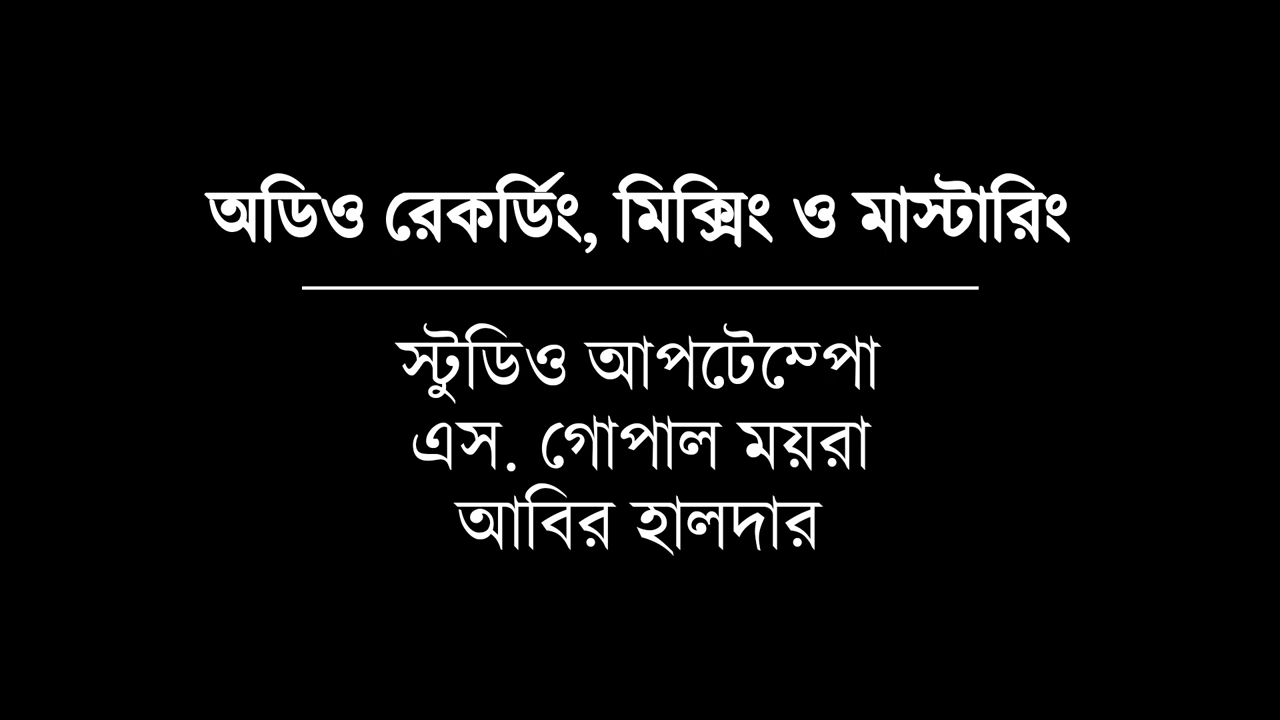 অডিও রেকর্ডিং, মিক্সিং ও মাস্টারিং
স্টুডিও আপটেম্পো
এস. গোপাল ময়রা
আবির হালদার